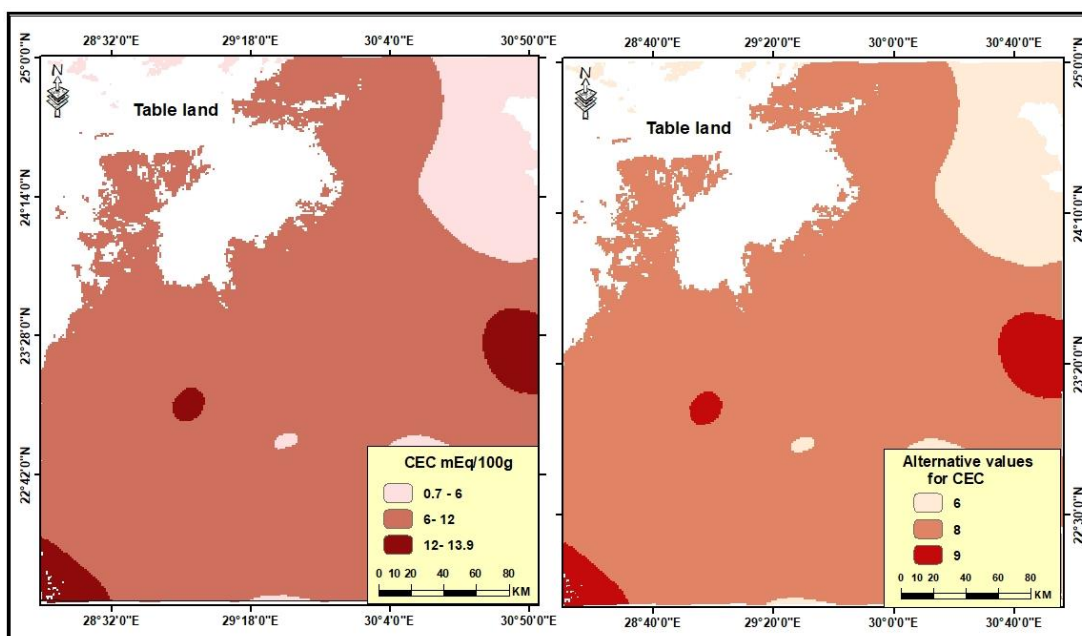 28°32'0"E 29°18'0"E 30°4'0"E 30°50'0"E
25°0'0"N
24°14'0"N
23°28'0"N
22°42'0"N
N
Table land
CEC mEq/100g
0.7 - 6
6- 12
12- 13.9
0 10 20 40 60 80
KM
28°40'0"E 29°20'0"E 30°0'0"E 30°40'0"E
N
Table land
25°0'0"N
24°10'0"N
23°20'0"N
22°30'0"N
Alternative values
for CEC
6
8
9
0 10 20 40 60 80
KM
28°32'0"E 29°18'0"E 30°4'0"E 30°50'0"E
28°40'0"E 29°20'0"E 30°0'0"E 30°40'0"E